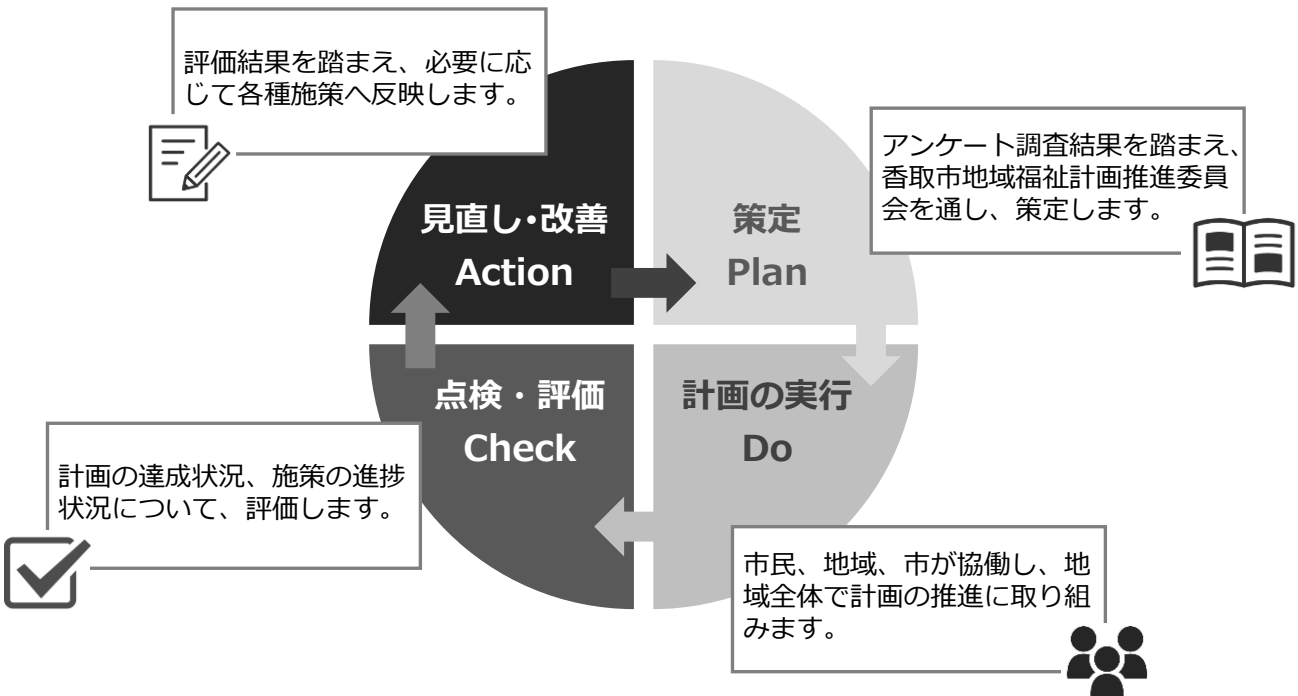 評価結果を踏まえ、必要に応
じて各種施策へ反映します。
見直し・改善
Action
策定
Plan
アンケート調査結果を踏まえ、
香取市地域福祉計画推進委員
会を通し、策定します。
点検・評価
Check
計画の実行
Do
計画の達成状況、施策の進捗
状況について、評価します。
市民、地域、市が協働し、地
域全体で計画の推進に取り組
みます。